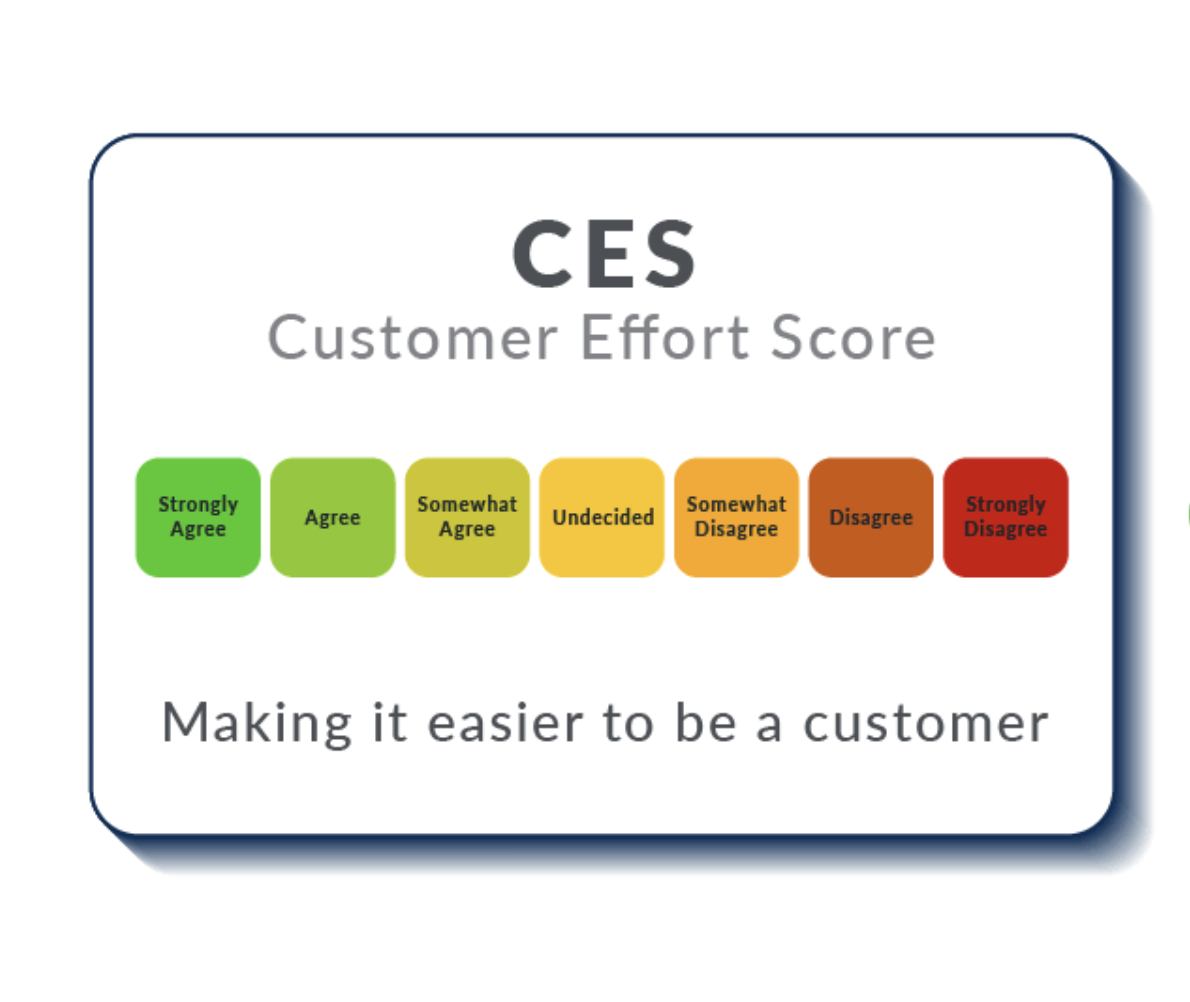 CES
Customer Effort Score
Strongly
Agree
Agree
Somewhat
Agree
Undecided
Somewhat
Disagree
Disagree
Strongly
Disagree
Making it easier to be a customer